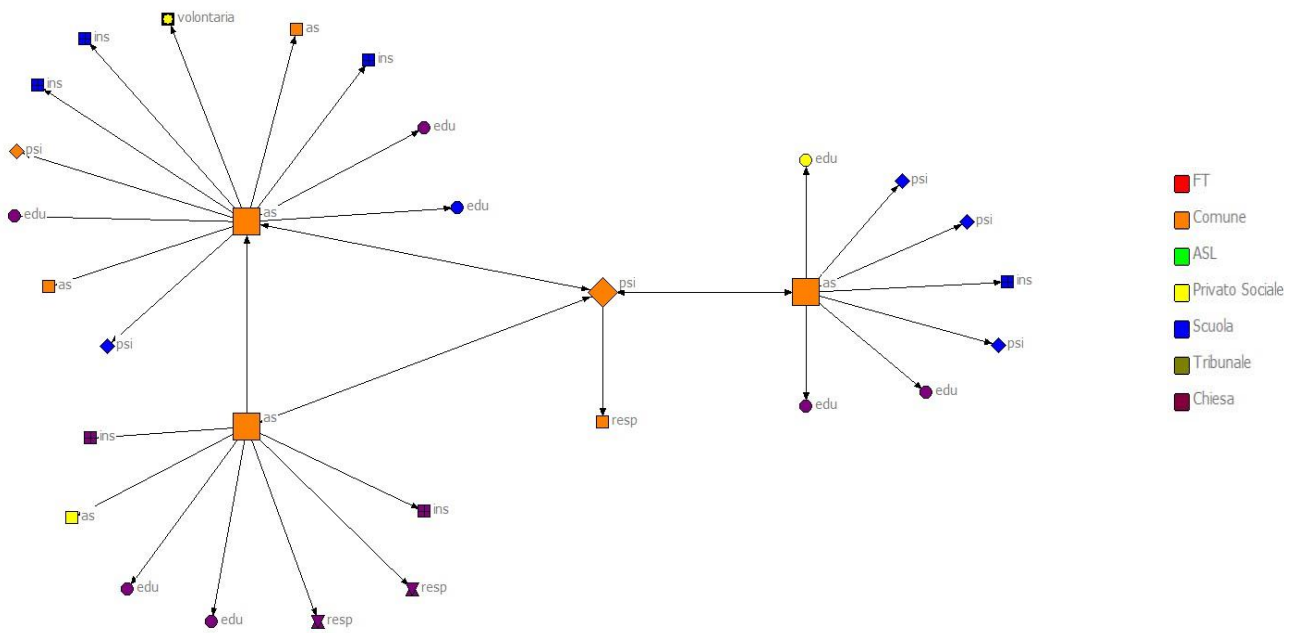 volontaria
as
ins
ins
ins
edu
psi
edu
edu
as
as
psi
edu
psi
psi
ins
psi
as
psi
edu
edu
resp
as
ins
as
ins
edu
resp
edu
resp
FT
Comune
ASL
Privato Sociale
Scuola
Tribunale
Chiesa